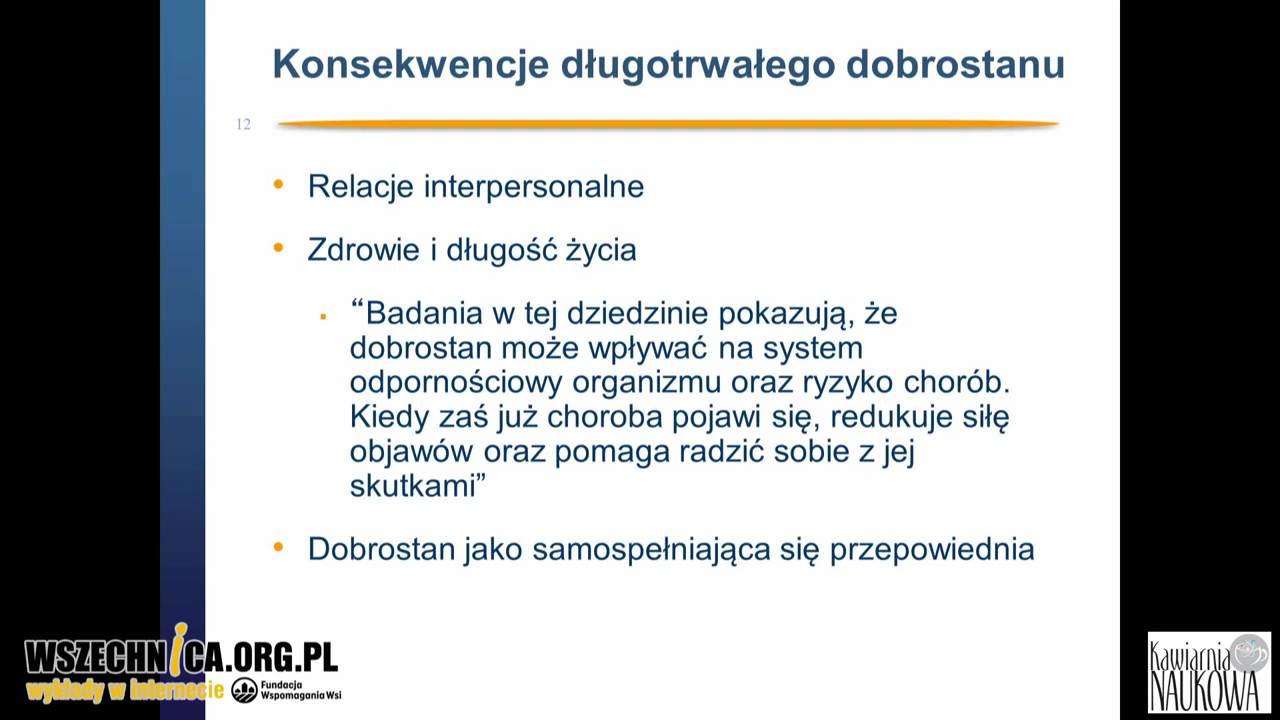 Konsekwencje długotrwałego dobrostanu
12
• Relacje interpersonalne
• Zdrowie i długość życia
▪ “Badania w tej dziedzinie pokazują, że
dobrostan może wpływać na system
odpornościowy organizmu oraz ryzyko chorób.
Kiedy zaś już choroba pojawi się, redukuje siłę
objawów oraz pomaga radzić sobie z jej
skutkami”
• Dobrostan jako samospełniająca się przepowiednia
WSZECHNICA.ORG.PL
wykłady w internecie
Fundacja
Wspomagania Wsi
Kawiarnia
NAUKOWA